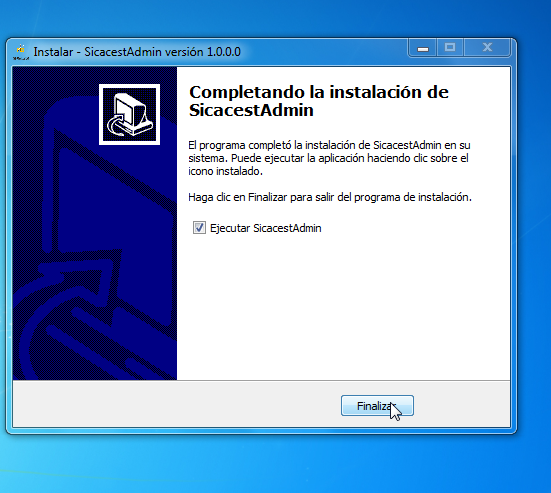 Instalar - SicacestAdmin versión 1.0.0.0
Completando la instalación de
SicacestAdmin
El programa completó la instalación de SicacestAdmin en su
sistema. Puede ejecutar la aplicación haciendo clic sobre el
icono instalado.
Haga clic en Finalizar para salir del programa de instalación.
Ejecutar SicacestAdmin
Finalizar